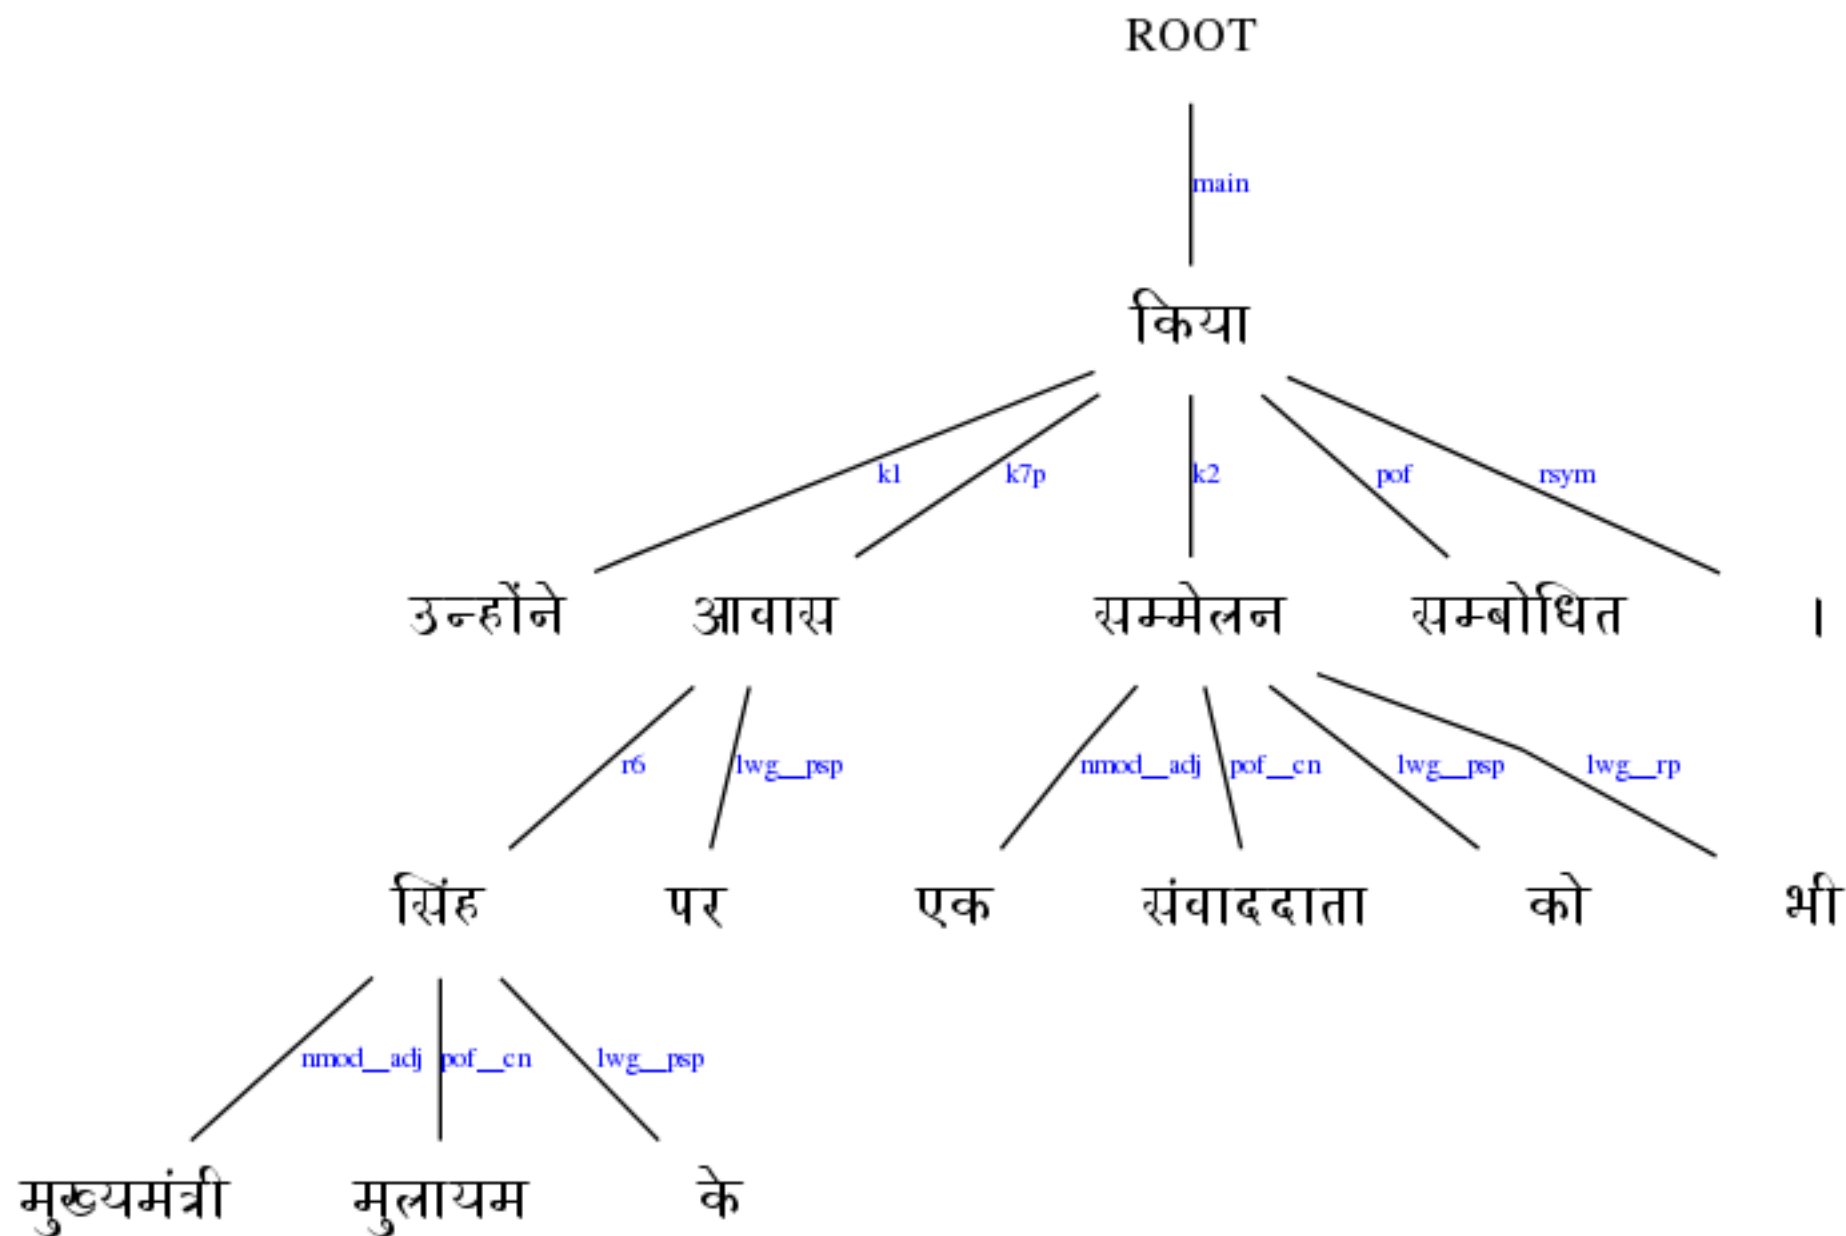 ROOT
main
किया
k1 k7p k2 pof rsym
उन्होंने आवास सम्मेलन सम्बोधित ।
r6 lwg__psp nmod__adj pof__cn lwg__psp lwg__rp
सिंह पर एक संवाददाता को भी
nmod__adj pof__cn lwg__psp
मुख्यमंत्री मुलायम के